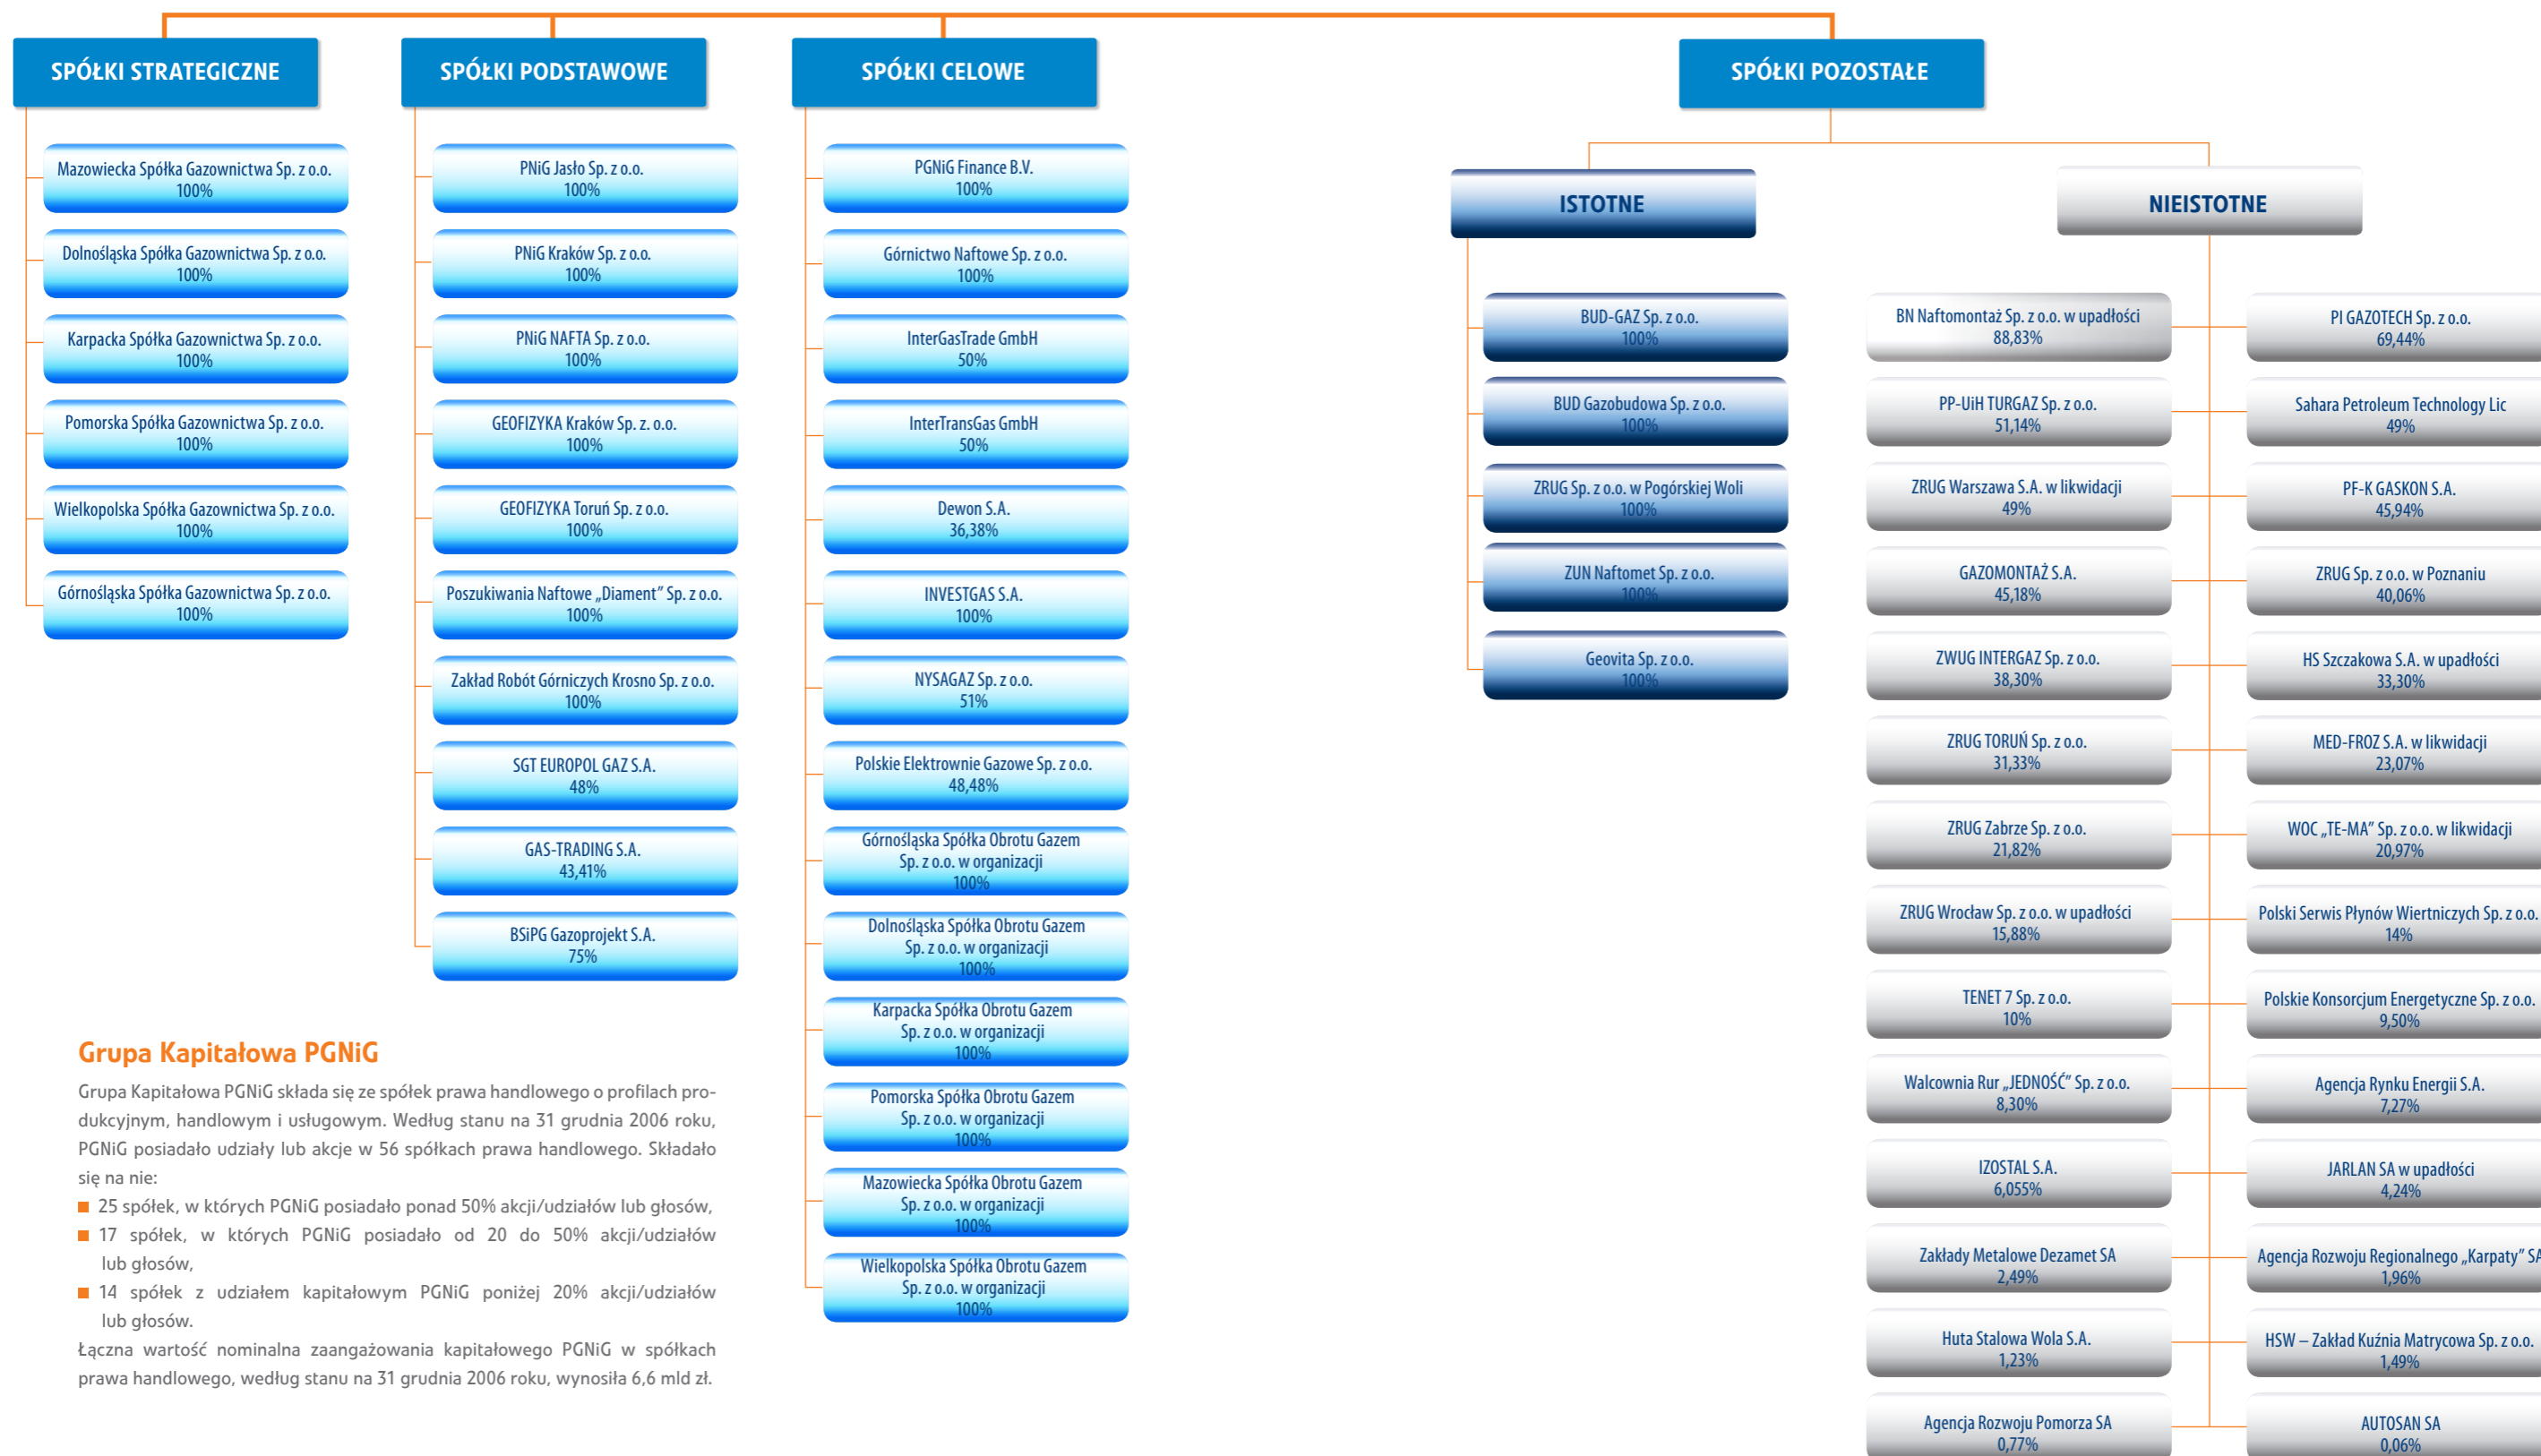 SPÓŁKI STRATEGICZNE
Mazowiecka Spółka Gazownictwa Sp. z o.o.
100%
Dolnośląska Spółka Gazownictwa Sp. z o.o.
100%
Karpacka Spółka Gazownictwa Sp. z o.o.
100%
Pomorska Spółka Gazownictwa Sp. z o.o.
100%
Wielkopolska Spółka Gazownictwa Sp. z o.o.
100%
Górnośląska Spółka Gazownictwa Sp. z o.o.
100%
SPÓŁKI PODSTAWOWE
PNiG Jasło Sp. z o.o.
100%
PNiG Kraków Sp. z o.o.
100%
PNiG NAFTA Sp. z o.o.
100%
GEOFIZYKA Kraków Sp. z. o.o.
100%
GEOFIZYKA Toruń Sp. z o.o.
100%
Poszukiwania Naftowe „Diament” Sp. z o.o.
100%
Zakład Robót Górniczych Krosno Sp. z o.o.
100%
SGT EUROPOL GAZ S.A.
48%
GAS-TRADING S.A.
43,41%
BSiPG Gazoprojekt S.A.
75%
SPÓŁKI CELOWE
PGNiG Finance B.V.
100%
Górnictwo Naftowe Sp. z o.o.
100%
InterGasTrade GmbH
50%
InterTransGas GmbH
50%
Dewon S.A.
36,38%
INVESTGAS S.A.
100%
NYSAGAZ Sp. z o.o.
51%
Polskie Elektrownie Gazowe Sp. z o.o.
48,48%
Górnośląska Spółka Obrotu Gazem
Sp. z o.o. w organizacji
100%
Dolnośląska Spółka Obrotu Gazem
Sp. z o.o. w organizacji
100%
Karpacka Spółka Obrotu Gazem
Sp. z o.o. w organizacji
100%
Pomorska Spółka Obrotu Gazem
Sp. z o.o. w organizacji
100%
Mazowiecka Spółka Obrotu Gazem
Sp. z o.o. w organizacji
100%
Wielkopolska Spółka Obrotu Gazem
Sp. z o.o. w organizacji
100%
SPÓŁKI POZOSTAŁE
ISTOTNE
BUD-GAZ Sp. z o.o.
100%
BUD Gazobudowa Sp. z o.o.
100%
ZRUG Sp. z o.o. w Pogórskiej Woli
100%
ZUN Naftomet Sp. z o.o.
100%
Geovita Sp. z o.o.
100%
NIEISTOTNE
BN Naftomontaż Sp. z o.o. w upadłości
88,83%
PP-UiH TURGAZ Sp. z o.o.
51,14%
ZRUG Warszawa S.A. w likwidacji
49%
GAZOMONTAŻ S.A.
45,18%
ZWUG INTERGAZ Sp. z o.o.
38,30%
ZRUG TORUŃ Sp. z o.o.
31,33%
ZRUG Zabrze Sp. z o.o.
21,82%
ZRUG Wrocław Sp. z o.o. w upadłości
15,88%
TENET 7 Sp. z o.o.
10%
Walcownia Rur „JEDNOŚĆ” Sp. z o.o.
8,30%
IZOSTAL S.A.
6,055%
Zakłady Metalowe Dezamet SA
2,49%
Huta Stalowa Wola S.A.
1,23%
Agencja Rozwoju Pomorza SA
0,77%
PI GAZOTECH Sp. z o.o.
69,44%
Sahara Petroleum Technology Lic
49%
PF-K GASKON S.A.
45,94%
ZRUG Sp. z o.o. w Poznaniu
40,06%
HS Szczakowa S.A. w upadłości
33,30%
MED-FROZ S.A. w likwidacji
23,07%
WOC „TE-MA” Sp. z o.o. w likwidacji
20,97%
Polski Serwis Płynów Wiertniczych Sp. z o.o.
14%
Polskie Konsorcjum Energetyczne Sp. z o.o.
9,50%
Agencja Rynku Energii S.A.
7,27%
JARLAN SA w upadłości
4,24%
Agencja Rozwoju Regionalnego „Karpaty” SA
1,96%
HSW – Zakład Kuźnia Matrycowa Sp. z o.o.
1,49%
AUTOSAN SA
0,06%
Grupa Kapitałowa PGNiG
Grupa Kapitałowa PGNiG składa się ze spółek prawa handlowego o profilach pro-
dukcyjnym, handlowym i usługowym. Według stanu na 31 grudnia 2006 roku,
PGNiG posiadało udziały lub akcje w 56 spółkach prawa handlowego. Składało
się na nie:
25 spółek, w których PGNiG posiadało ponad 50% akcji/udziałów lub głosów,
17 spółek, w których PGNiG posiadało od 20 do 50% akcji/udziałów
lub głosów,
14 spółek z udziałem kapitałowym PGNiG poniżej 20% akcji/udziałów
lub głosów.
Łączna wartość nominalna zaangażowania kapitałowego PGNiG w spółkach
prawa handlowego, według stanu na 31 grudnia 2006 roku, wynosiła 6,6 mld zł.